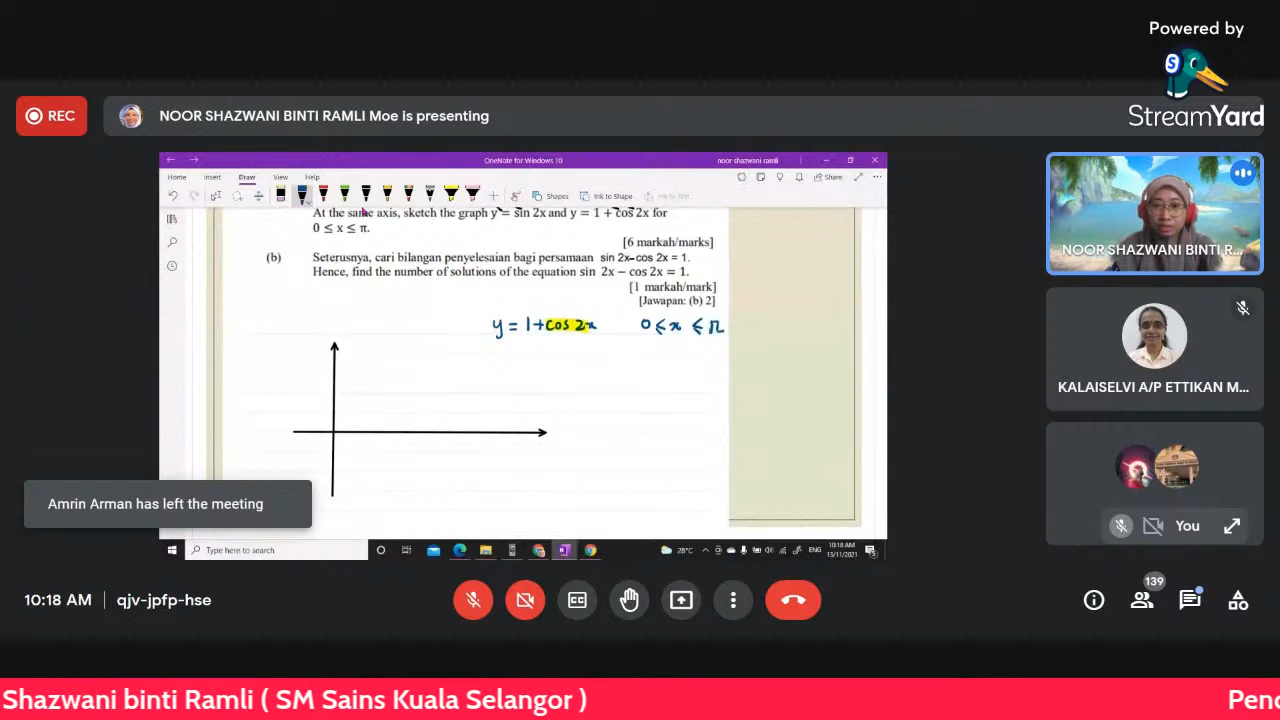 Powered by
StreamYard
REC
NOOR SHAZWANI BINTI RAMLI Moe is presenting
OneNote for Windows 10
noor shazwani ramli
Home Insert Draw View Help
Shapes Ink to Shape Ink to Text Share
At the same axis, sketch the graph y = sin 2x and y = 1 + cos 2x for
0 ≤ x ≤ π.
[6 markah/marks]
(b) Seterusnya, cari bilangan penyelesaian bagi persamaan sin 2x–cos 2x = 1.
Hence, find the number of solutions of the equation sin 2x − cos 2x = 1.
[1 markah/mark]
[Jawapan: (b) 2]
y = 1 + cos 2x 0 ≤ x ≤ π
NOOR SHAZWANI BINTI R...
KALAISELVI A/P ETTIKAN M...
You
Amrin Arman has left the meeting
Type here to search
28°C
ENG
10:18 AM
13/11/2021
10:18 AM qjv-jpfp-hse
CC
139
Shazwani binti Ramli ( SM Sains Kuala Selangor )
Pend